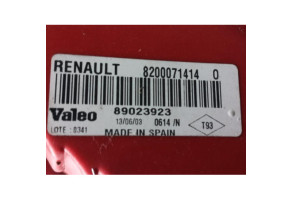 RENAULT 8200071414 0
89023923
Valeo 13/06/03 0614 /N T93
LOTE : 0341 MADE IN SPAIN